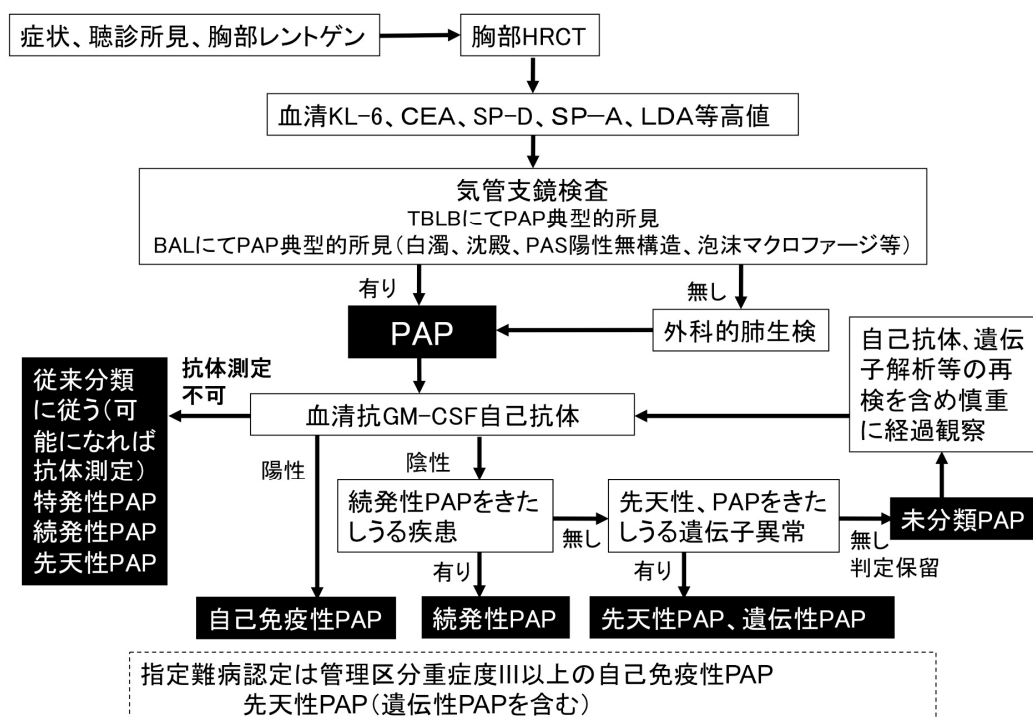 症状、聴診所見、胸部レントゲン
胸部HRCT
血清KL-6、CEA、SP-D、SP-A、LDA等高値
気管支鏡検査
TBLBにてPAP典型的所見
BALにてPAP典型的所見(白濁、沈殿、PAS陽性無構造、泡沫マクロファージ等)
有り
無し
PAP
外科的肺生検
自己抗体、遺伝
子解析等の再
検を含め慎重
に経過観察
抗体測定
不可
従来分類
に従う(可
能になれば
抗体測定)
特発性PAP
続発性PAP
先天性PAP
血清抗GM-CSF自己抗体
陽性
陰性
続発性PAPをきた
しうる疾患
無し
先天性、PAPをきた
しうる遺伝子異常
無し
判定保留
未分類PAP
有り
有り
自己免疫性PAP
続発性PAP
先天性PAP、遺伝性PAP
指定難病認定は管理区分重症度III以上の自己免疫性PAP
先天性PAP(遺伝性PAPを含む)